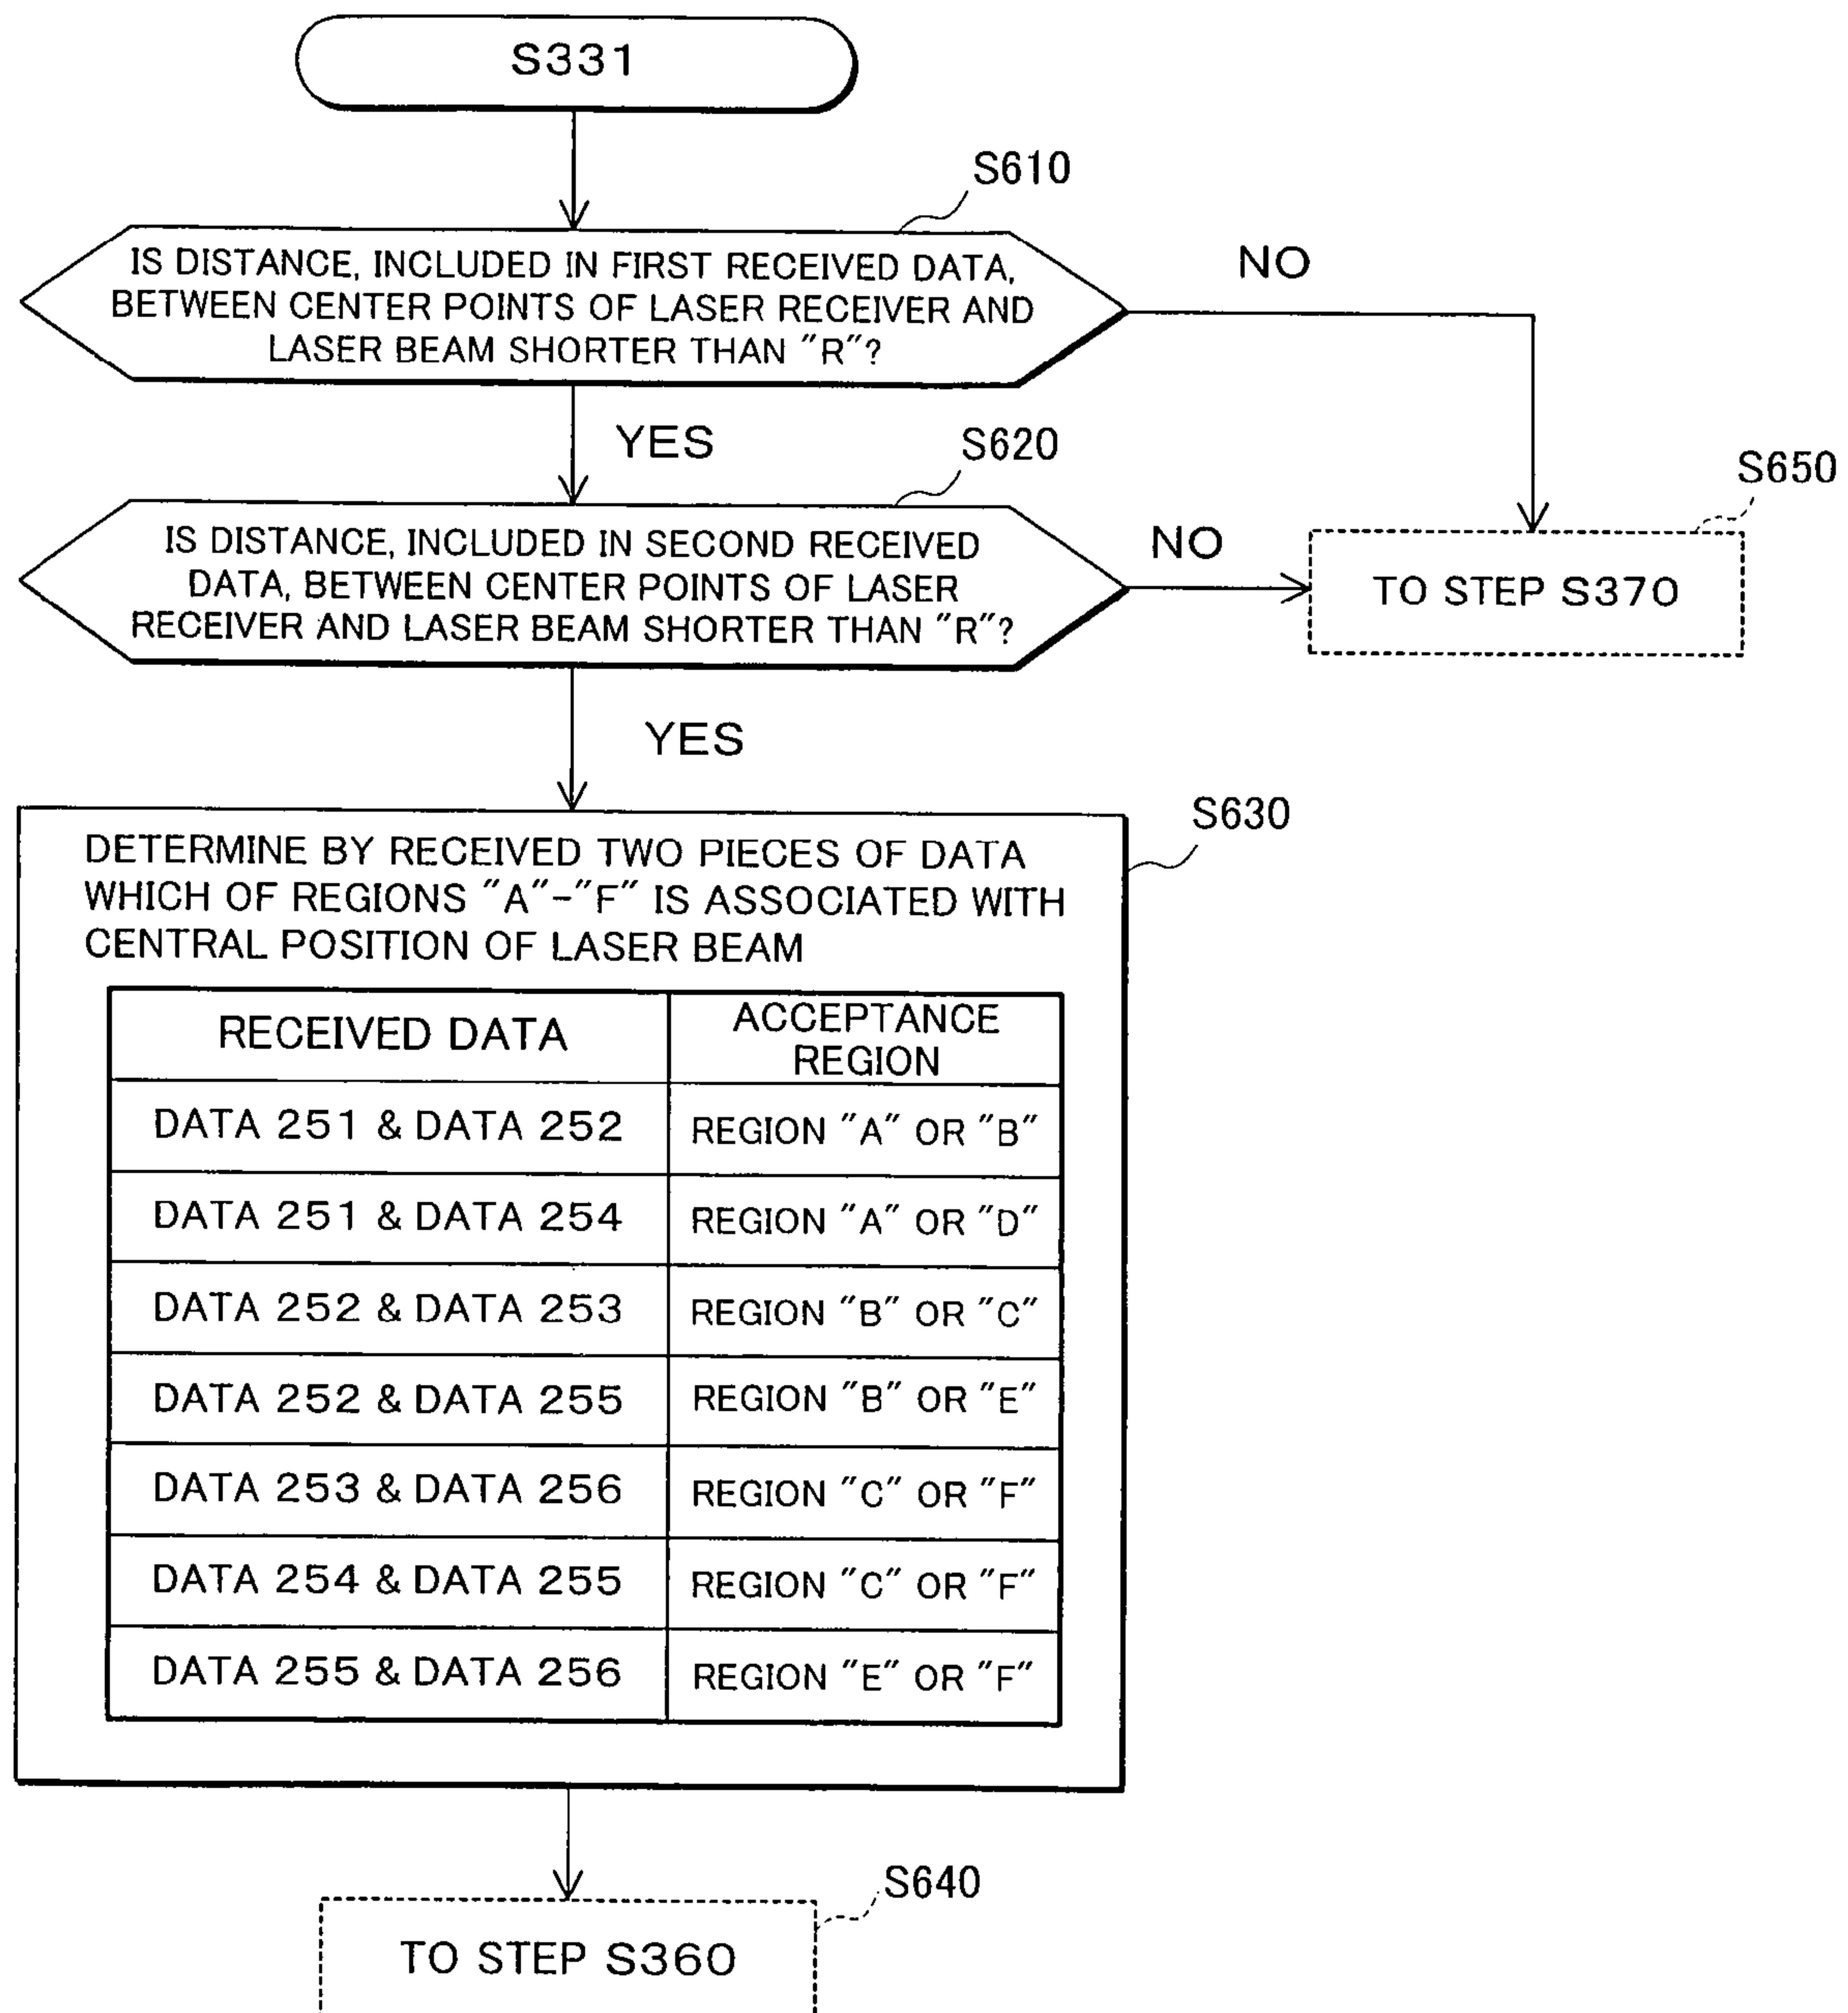 S331
S610
IS DISTANCE, INCLUDED IN FIRST RECEIVED DATA,
BETWEEN CENTER POINTS OF LASER RECEIVER AND
LASER BEAM SHORTER THAN "R"?
NO
YES
S620
S650
IS DISTANCE, INCLUDED IN SECOND RECEIVED
DATA, BETWEEN CENTER POINTS OF LASER
RECEIVER AND LASER BEAM SHORTER THAN "R"?
NO
TO STEP S370
YES
S630
DETERMINE BY RECEIVED TWO PIECES OF DATA
WHICH OF REGIONS "A"-"F" IS ASSOCIATED WITH
CENTRAL POSITION OF LASER BEAM
RECEIVED DATA
ACCEPTANCE
REGION
DATA 251 & DATA 252
REGION "A" OR "B"
DATA 251 & DATA 254
REGION "A" OR "D"
DATA 252 & DATA 253
REGION "B" OR "C"
DATA 252 & DATA 255
REGION "B" OR "E"
DATA 253 & DATA 256
REGION "C" OR "F"
DATA 254 & DATA 255
REGION "C" OR "F"
DATA 255 & DATA 256
REGION "E" OR "F"
S640
TO STEP S360